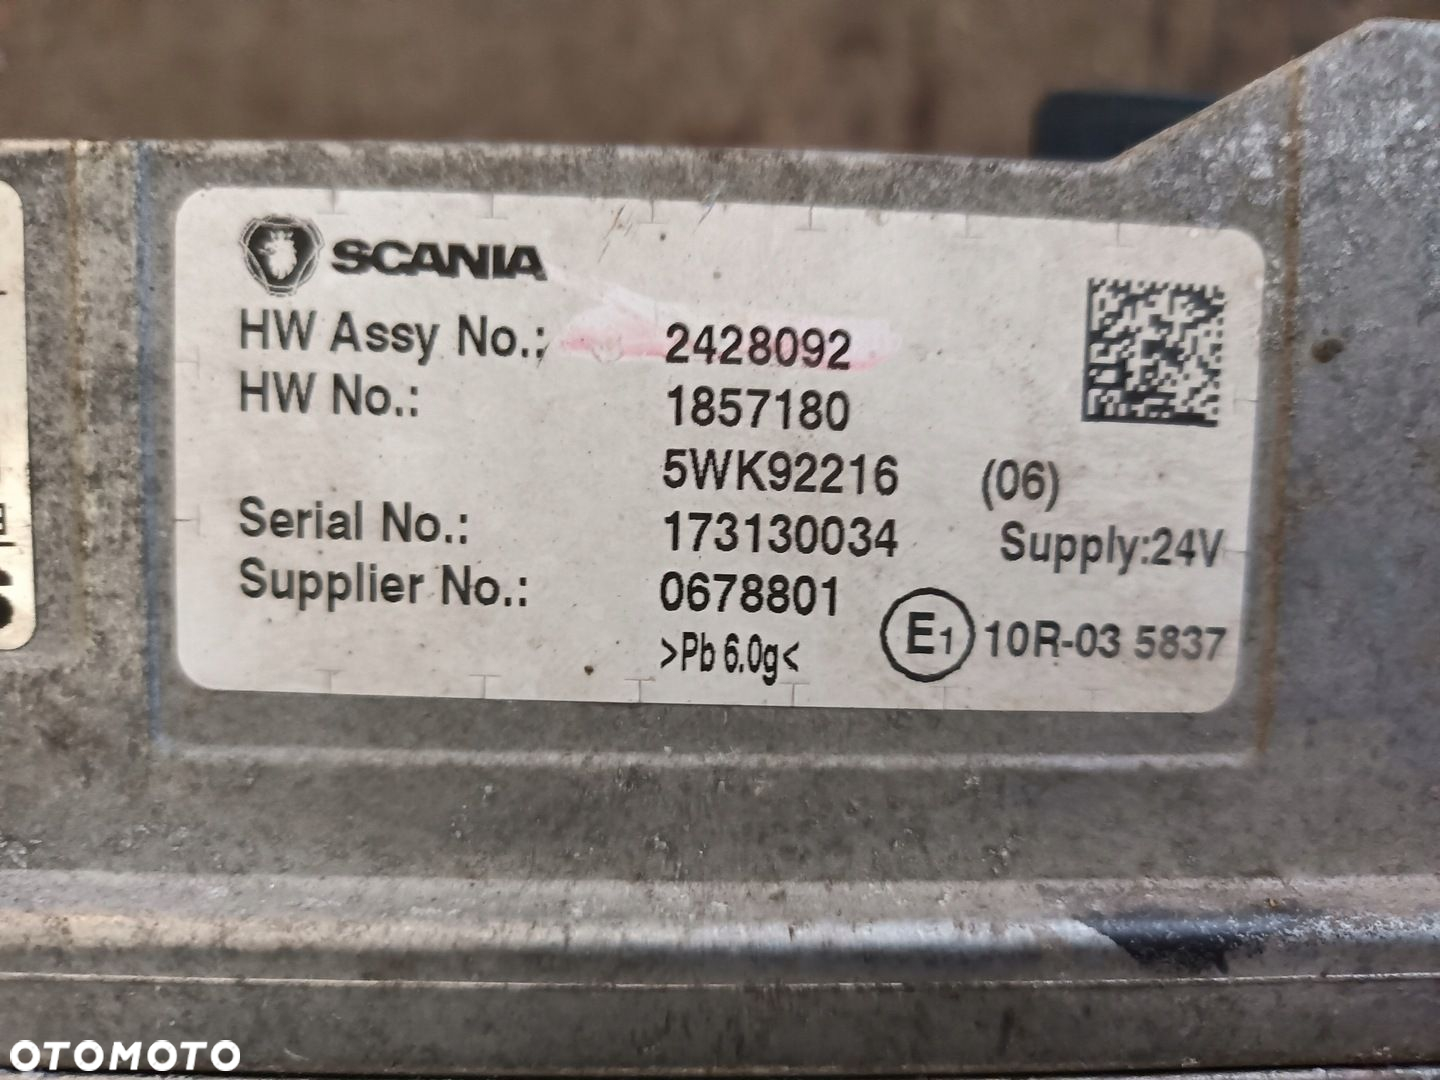 SCANIA
HW Assy No.: 2428092
HW No.: 1857180
5WK92216 (06)
Serial No.: 173130034 Supply:24V
Supplier No.: 0678801
>Pb 6.0g< E1 10R-03 5837
OTOMOTO